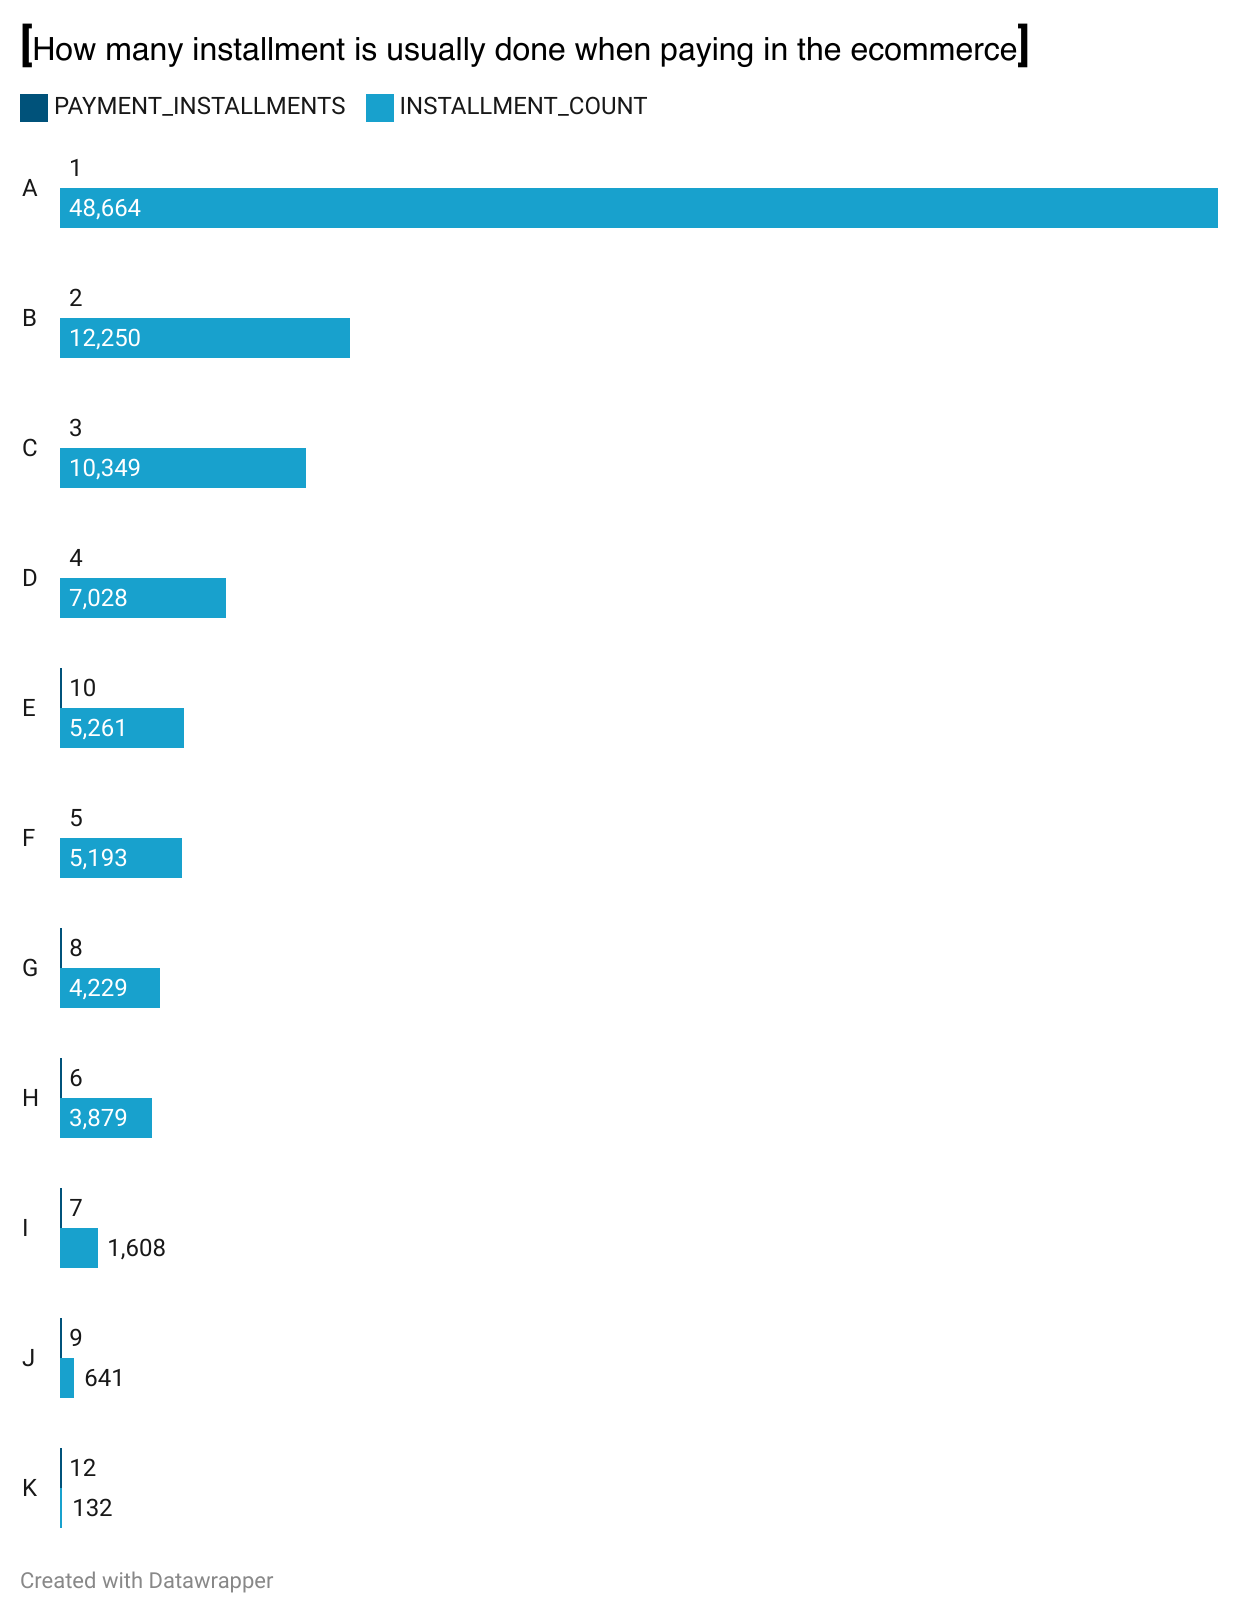 [How many installment is usually done when paying in the ecommerce]
PAYMENT_INSTALLMENTS INSTALLMENT_COUNT
1
A
48,664
2
B
12,250
3
C
10,349
4
D
7,028
10
E
5,261
5
F
5,193
8
G
4,229
6
H
3,879
7
I
1,608
9
J
641
12
K
132
Created with Datawrapper